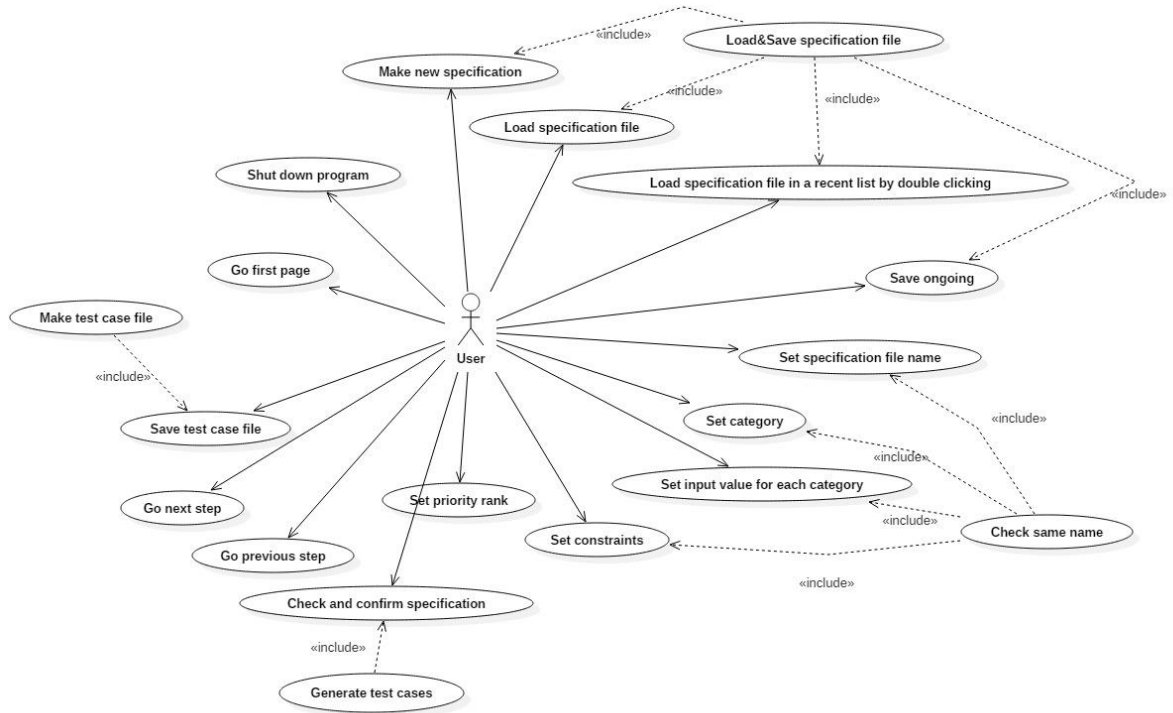 Load&Save specification file
«include»
Make new specification
«include»
«include»
Load specification file
Shut down program
Load specification file in a recent list by double clicking
«include»
Go first page
Save ongoing
Make test case file
User
Set specification file name
«include»
Set category
«include»
Save test case file
«include»
Set input value for each category
Set priority rank
Go next step
«include»
Check same name
Set constraints
Go previous step
«include»
Check and confirm specification
«include»
Generate test cases